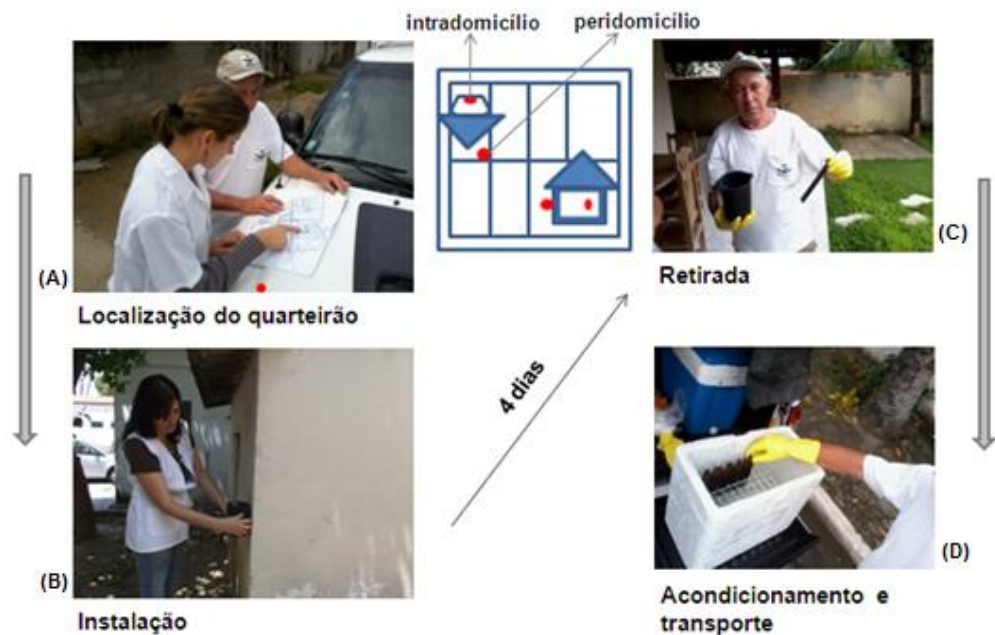 intradomicílio
peridomicílio
(A)
Localização do quarteirão
(B)
Instalação
4 dias
(C)
Retirada
(D)
Acondicionamento e
transporte